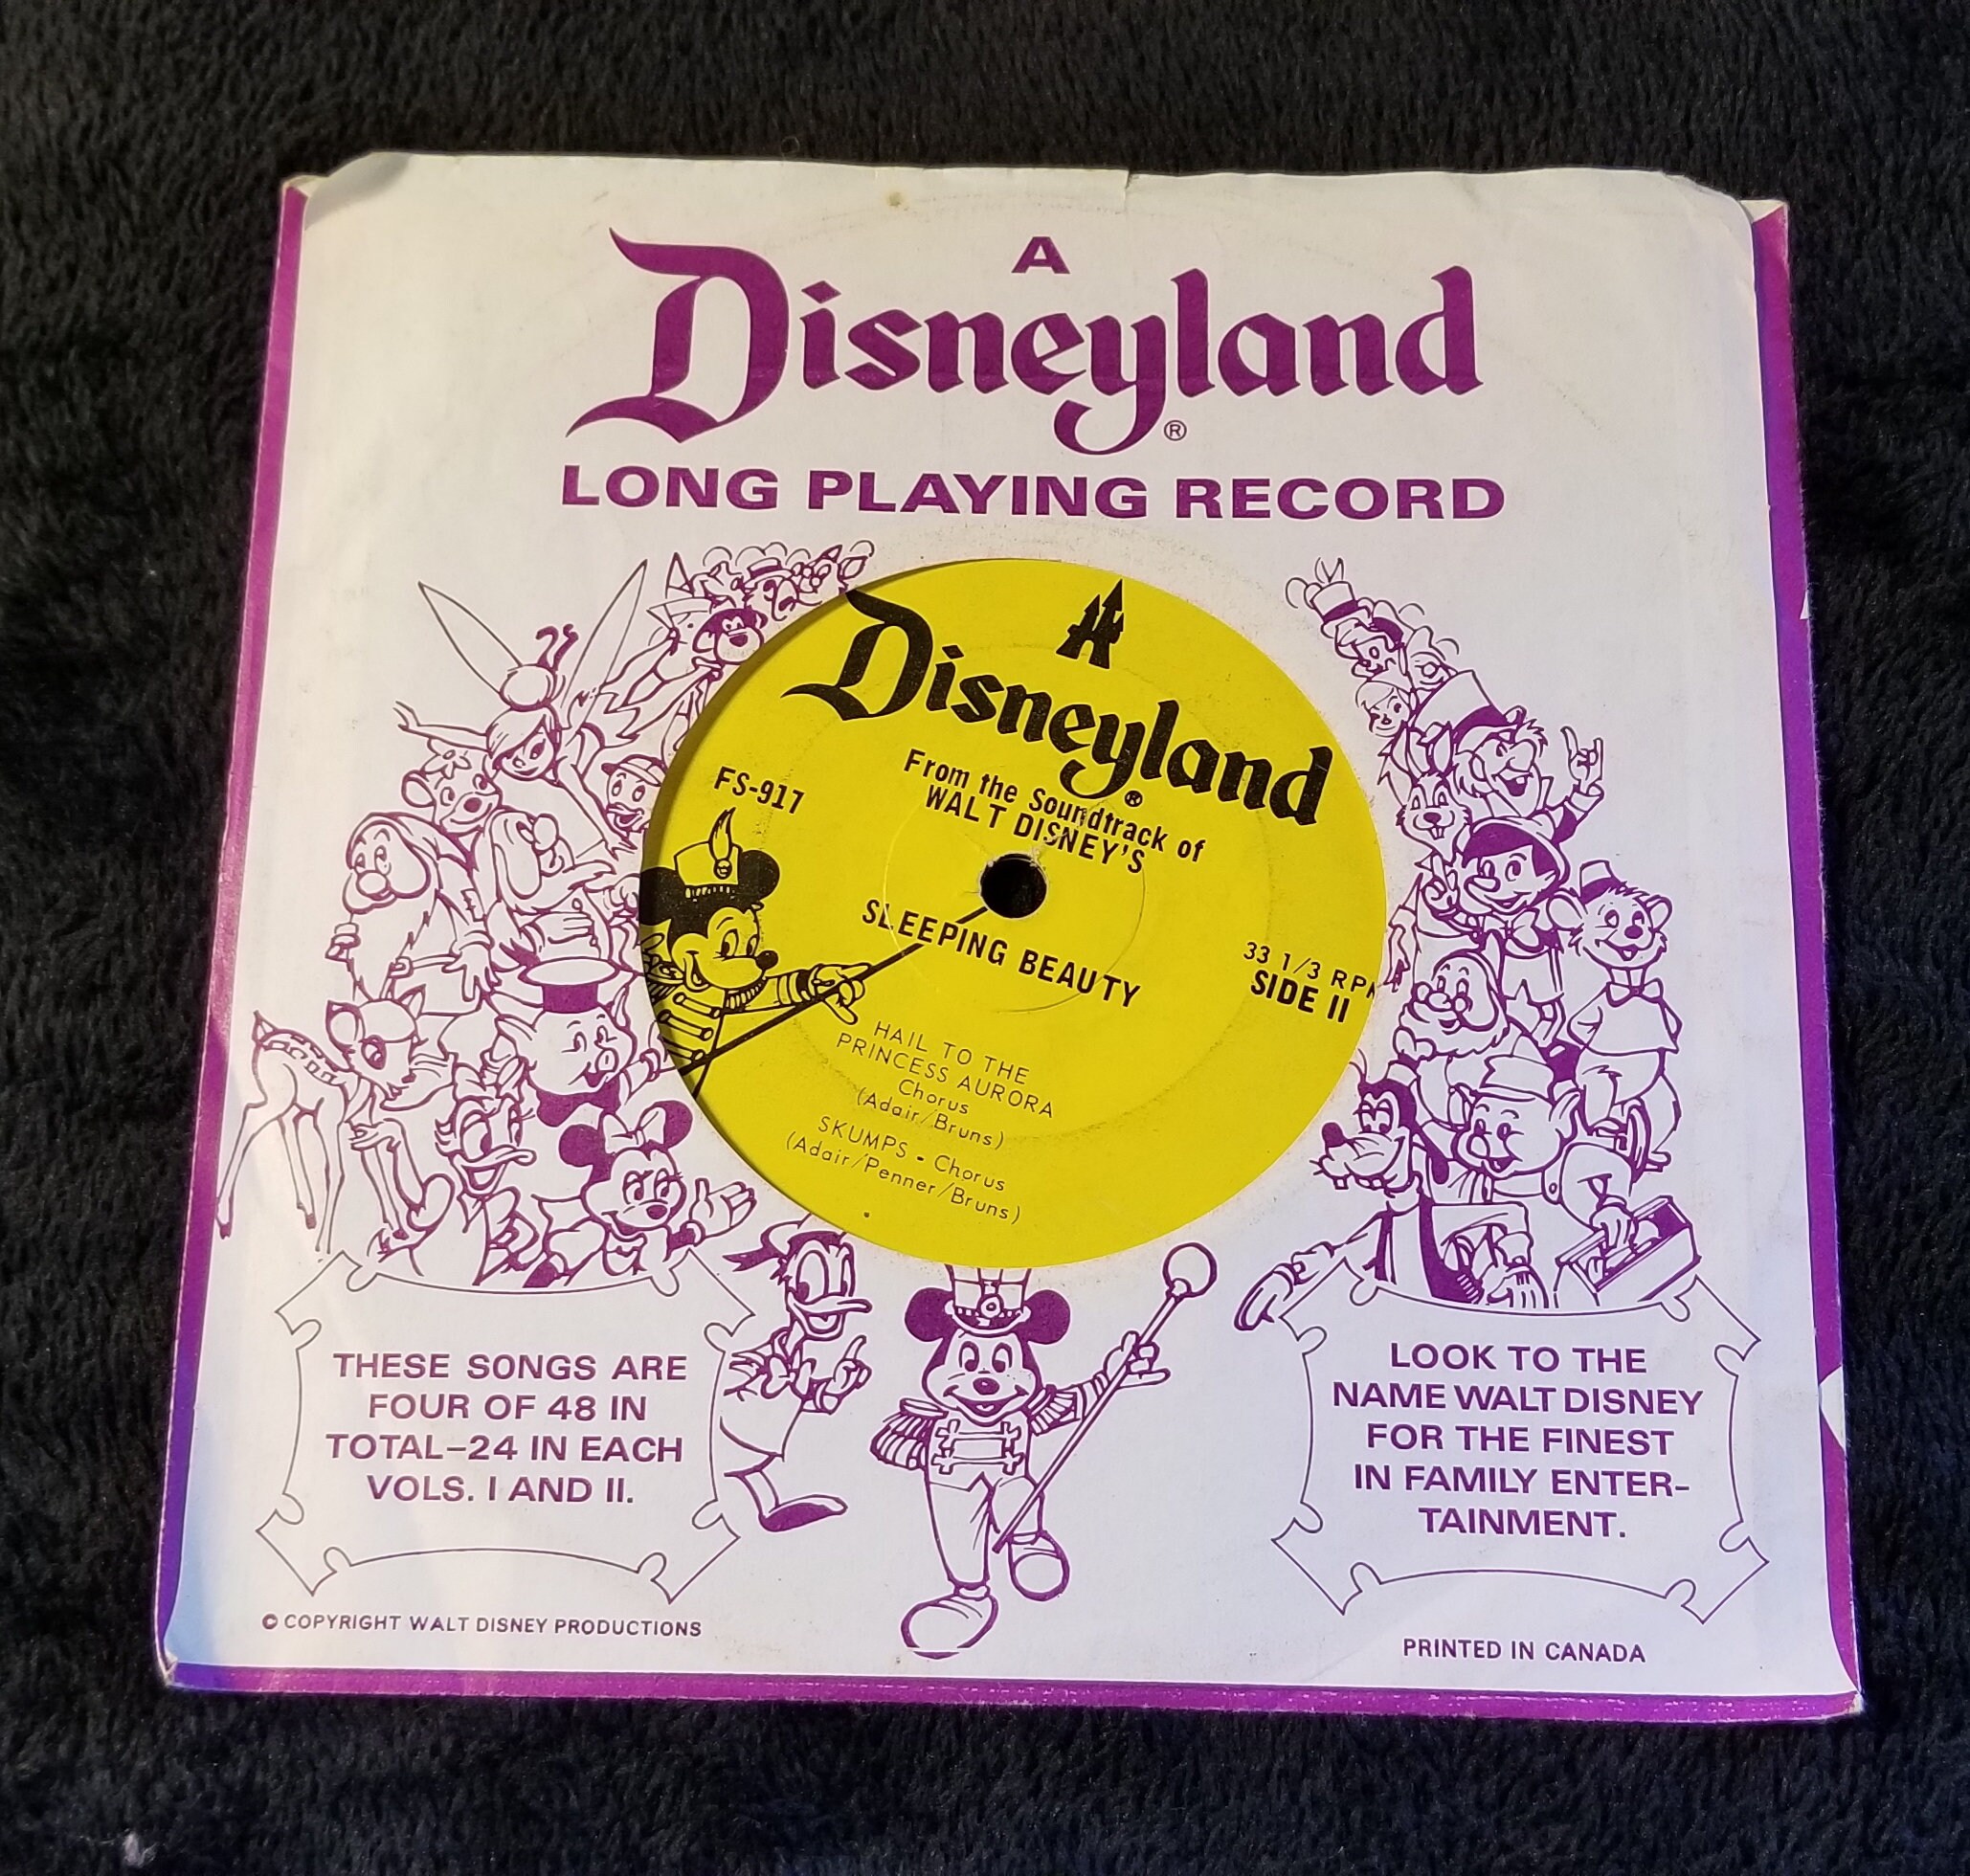 A
Disneyland®
LONG PLAYING RECORD
Disneyland®
FS-917
From the Soundtrack of
WALT DISNEY'S
SLEEPING BEAUTY
33 1/3 RPM
SIDE II
HAIL TO THE
PRINCESS AURORA
Chorus
(Adair/Bruns)
SKUMPS - Chorus
(Adair/Penner/Bruns)
THESE SONGS ARE
FOUR OF 48 IN
TOTAL–24 IN EACH
VOLS. I AND II.
© COPYRIGHT WALT DISNEY PRODUCTIONS
LOOK TO THE
NAME WALT DISNEY
FOR THE FINEST
IN FAMILY ENTER-
TAINMENT.
PRINTED IN CANADA